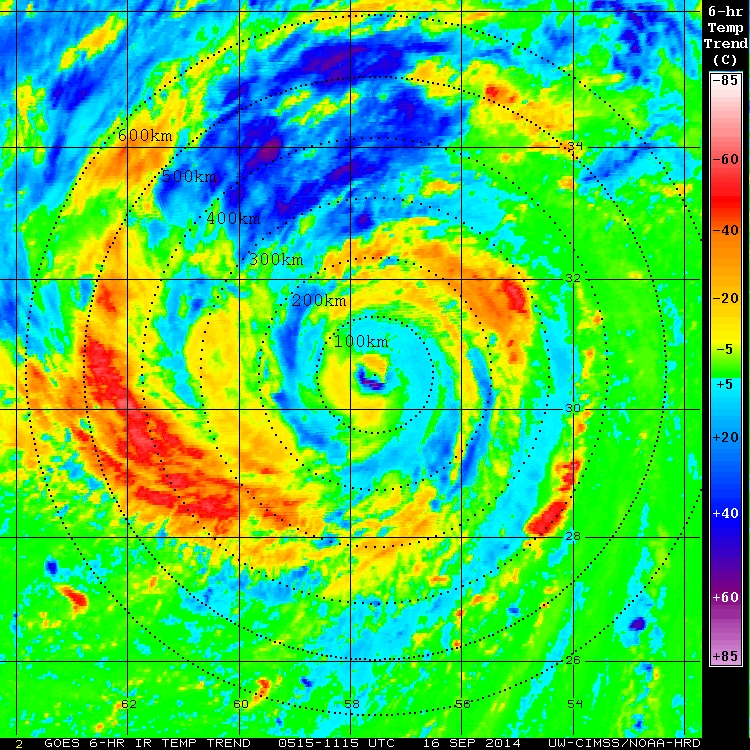 6-hr
Temp
Trend
(C)
-85
-60
-40
-20
-5
+5
+20
+40
+60
+85
600km
500km
400km
300km
200km
100km
34
32
30
28
26
62 60 58 56 54
2 GOES 6-HR IR TEMP TREND 0515-1115 UTC 16 SEP 2014 UW-CIMSS/NOAA-HRD